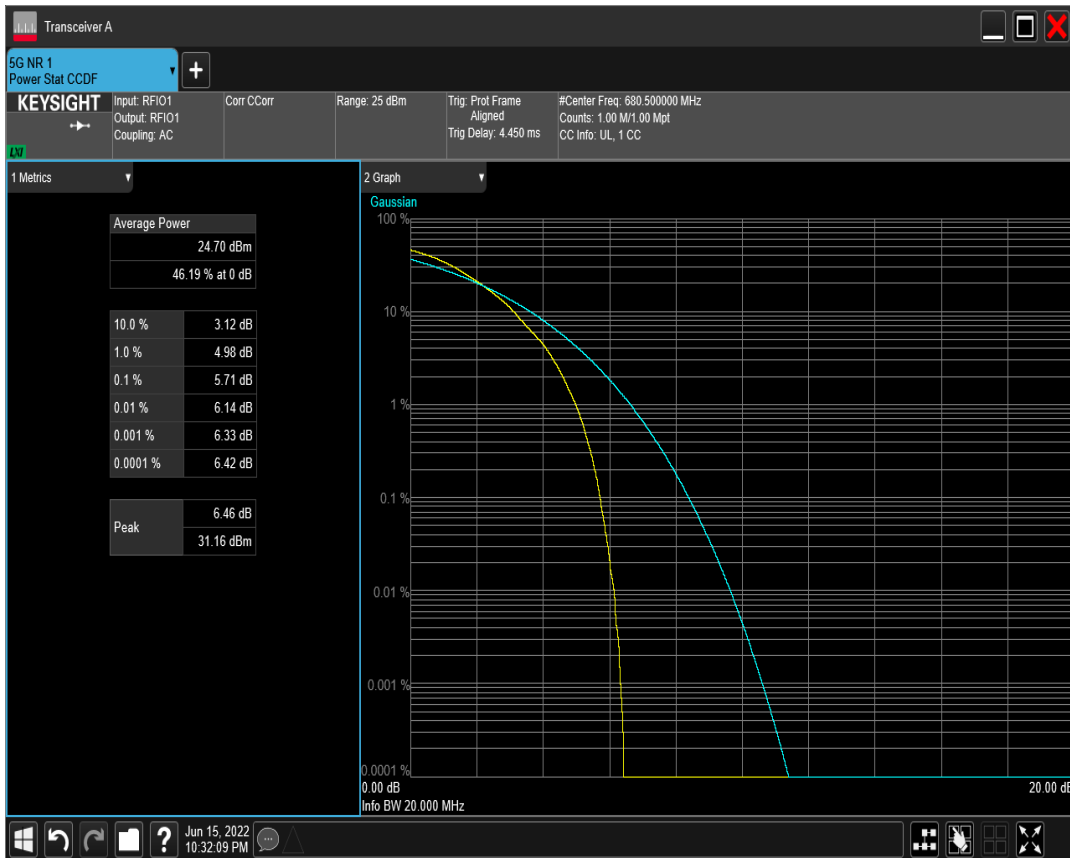 Transceiver A
5G NR 1
Power Stat CCDF
KEYSIGHT
LXI
Input: RFIO1
Output: RFIO1
Coupling: AC
Corr CCorr
Range: 25 dBm
Trig: Prot Frame
Aligned
Trig Delay: 4.450 ms
#Center Freq: 680.500000 MHz
Counts: 1.00 M/1.00 Mpt
CC Info: UL, 1 CC
1 Metrics
Average Power
24.70 dBm
46.19 % at 0 dB
10.0 % 3.12 dB
1.0 % 4.98 dB
0.1 % 5.71 dB
0.01 % 6.14 dB
0.001 % 6.33 dB
0.0001 % 6.42 dB
Peak 6.46 dB
31.16 dBm
2 Graph
Gaussian
100 %
10 %
1 %
0.1 %
0.01 %
0.001 %
0.0001 %
0.00 dB 20.00 dB
Info BW 20.000 MHz
Jun 15, 2022
10:32:09 PM